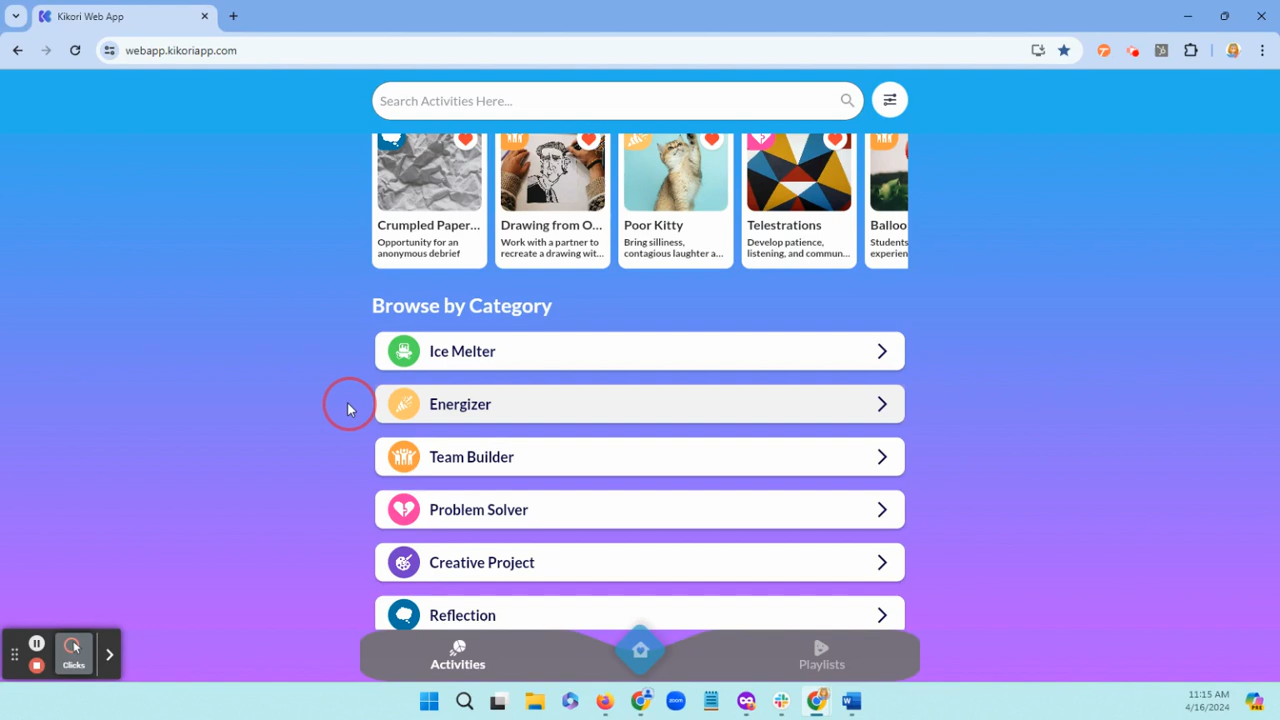 Kikori Web App
webapp.kikoriapp.com
Search Activities Here...
Crumpled Paper...
Opportunity for an
anonymous debrief
Drawing from O...
Work with a partner to
recreate a drawing wit...
Poor Kitty
Bring silliness,
contagious laughter a...
Telestrations
Develop patience,
listening, and commun...
Balloo
Students
experien
Browse by Category
Ice Melter
Energizer
Team Builder
Problem Solver
Creative Project
Reflection
Activities
Playlists
Clicks
zoom
11:15 AM
4/16/2024